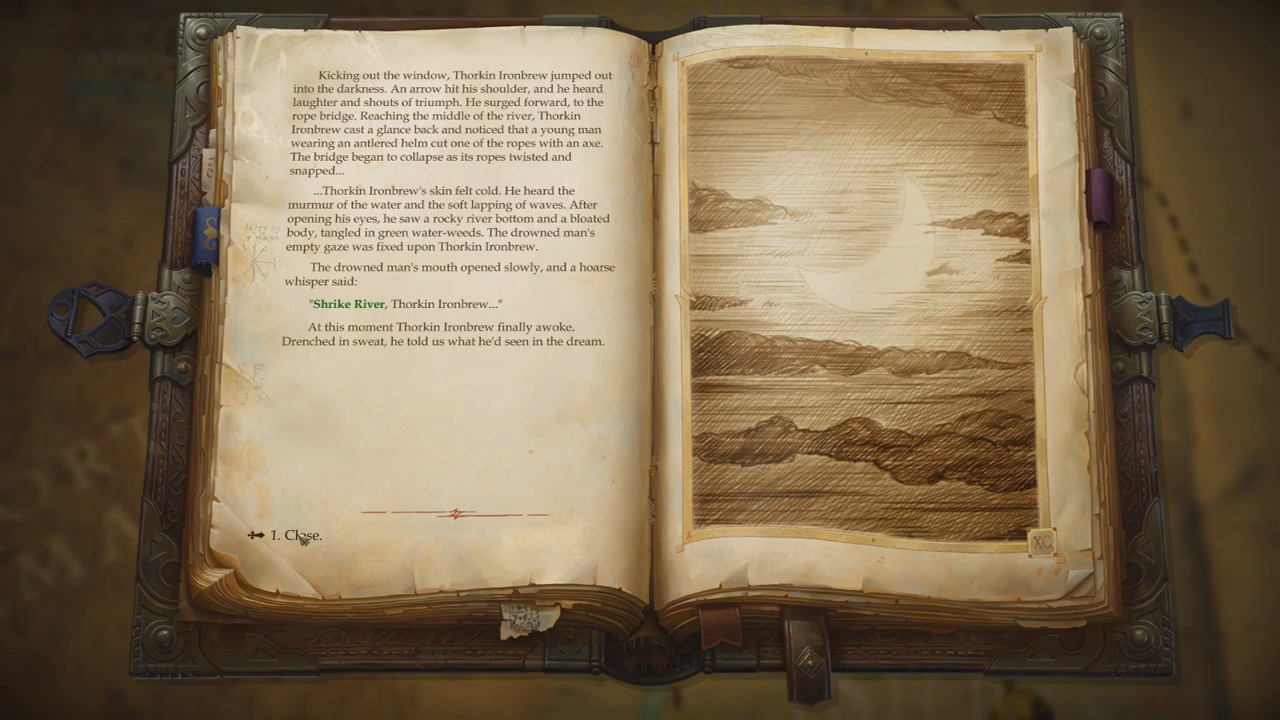 Kicking out the window, Thorkin Ironbrew jumped out
into the darkness. An arrow hit his shoulder, and he heard
laughter and shouts of triumph. He surged forward, to the
rope bridge. Reaching the middle of the river, Thorkin
Ironbrew cast a glance back and noticed that a young man
wearing an antlered helm cut one of the ropes with an axe.
The bridge began to collapse as its ropes twisted and
snapped...
...Thorkin Ironbrew's skin felt cold. He heard the
murmur of the water and the soft lapping of waves. After
opening his eyes, he saw a rocky river bottom and a bloated
body, tangled in green water-weeds. The drowned man's
empty gaze was fixed upon Thorkin Ironbrew.
The drowned man's mouth opened slowly, and a hoarse
whisper said:
"Shrike River, Thorkin Ironbrew..."
At this moment Thorkin Ironbrew finally awoke.
Drenched in sweat, he told us what he'd seen in the dream.
1. Close.
XC